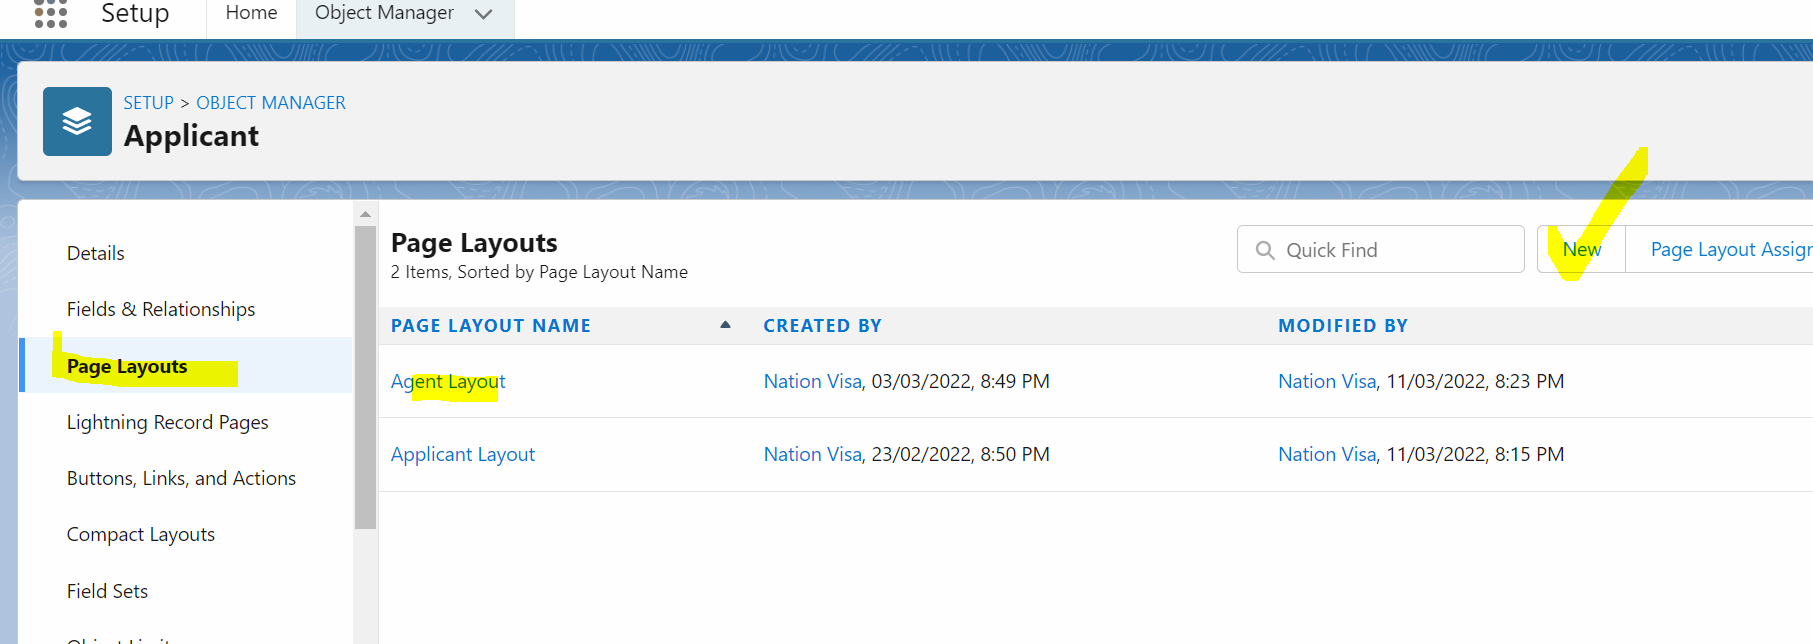 Setup Home Object Manager
SETUP > OBJECT MANAGER
Applicant
Details
Fields & Relationships
Page Layouts
Lightning Record Pages
Buttons, Links, and Actions
Compact Layouts
Field Sets
Page Layouts
2 Items, Sorted by Page Layout Name
Quick Find
New
Page Layout Assign
PAGE LAYOUT NAME CREATED BY MODIFIED BY
Agent Layout Nation Visa, 03/03/2022, 8:49 PM Nation Visa, 11/03/2022, 8:23 PM
Applicant Layout Nation Visa, 23/02/2022, 8:50 PM Nation Visa, 11/03/2022, 8:15 PM